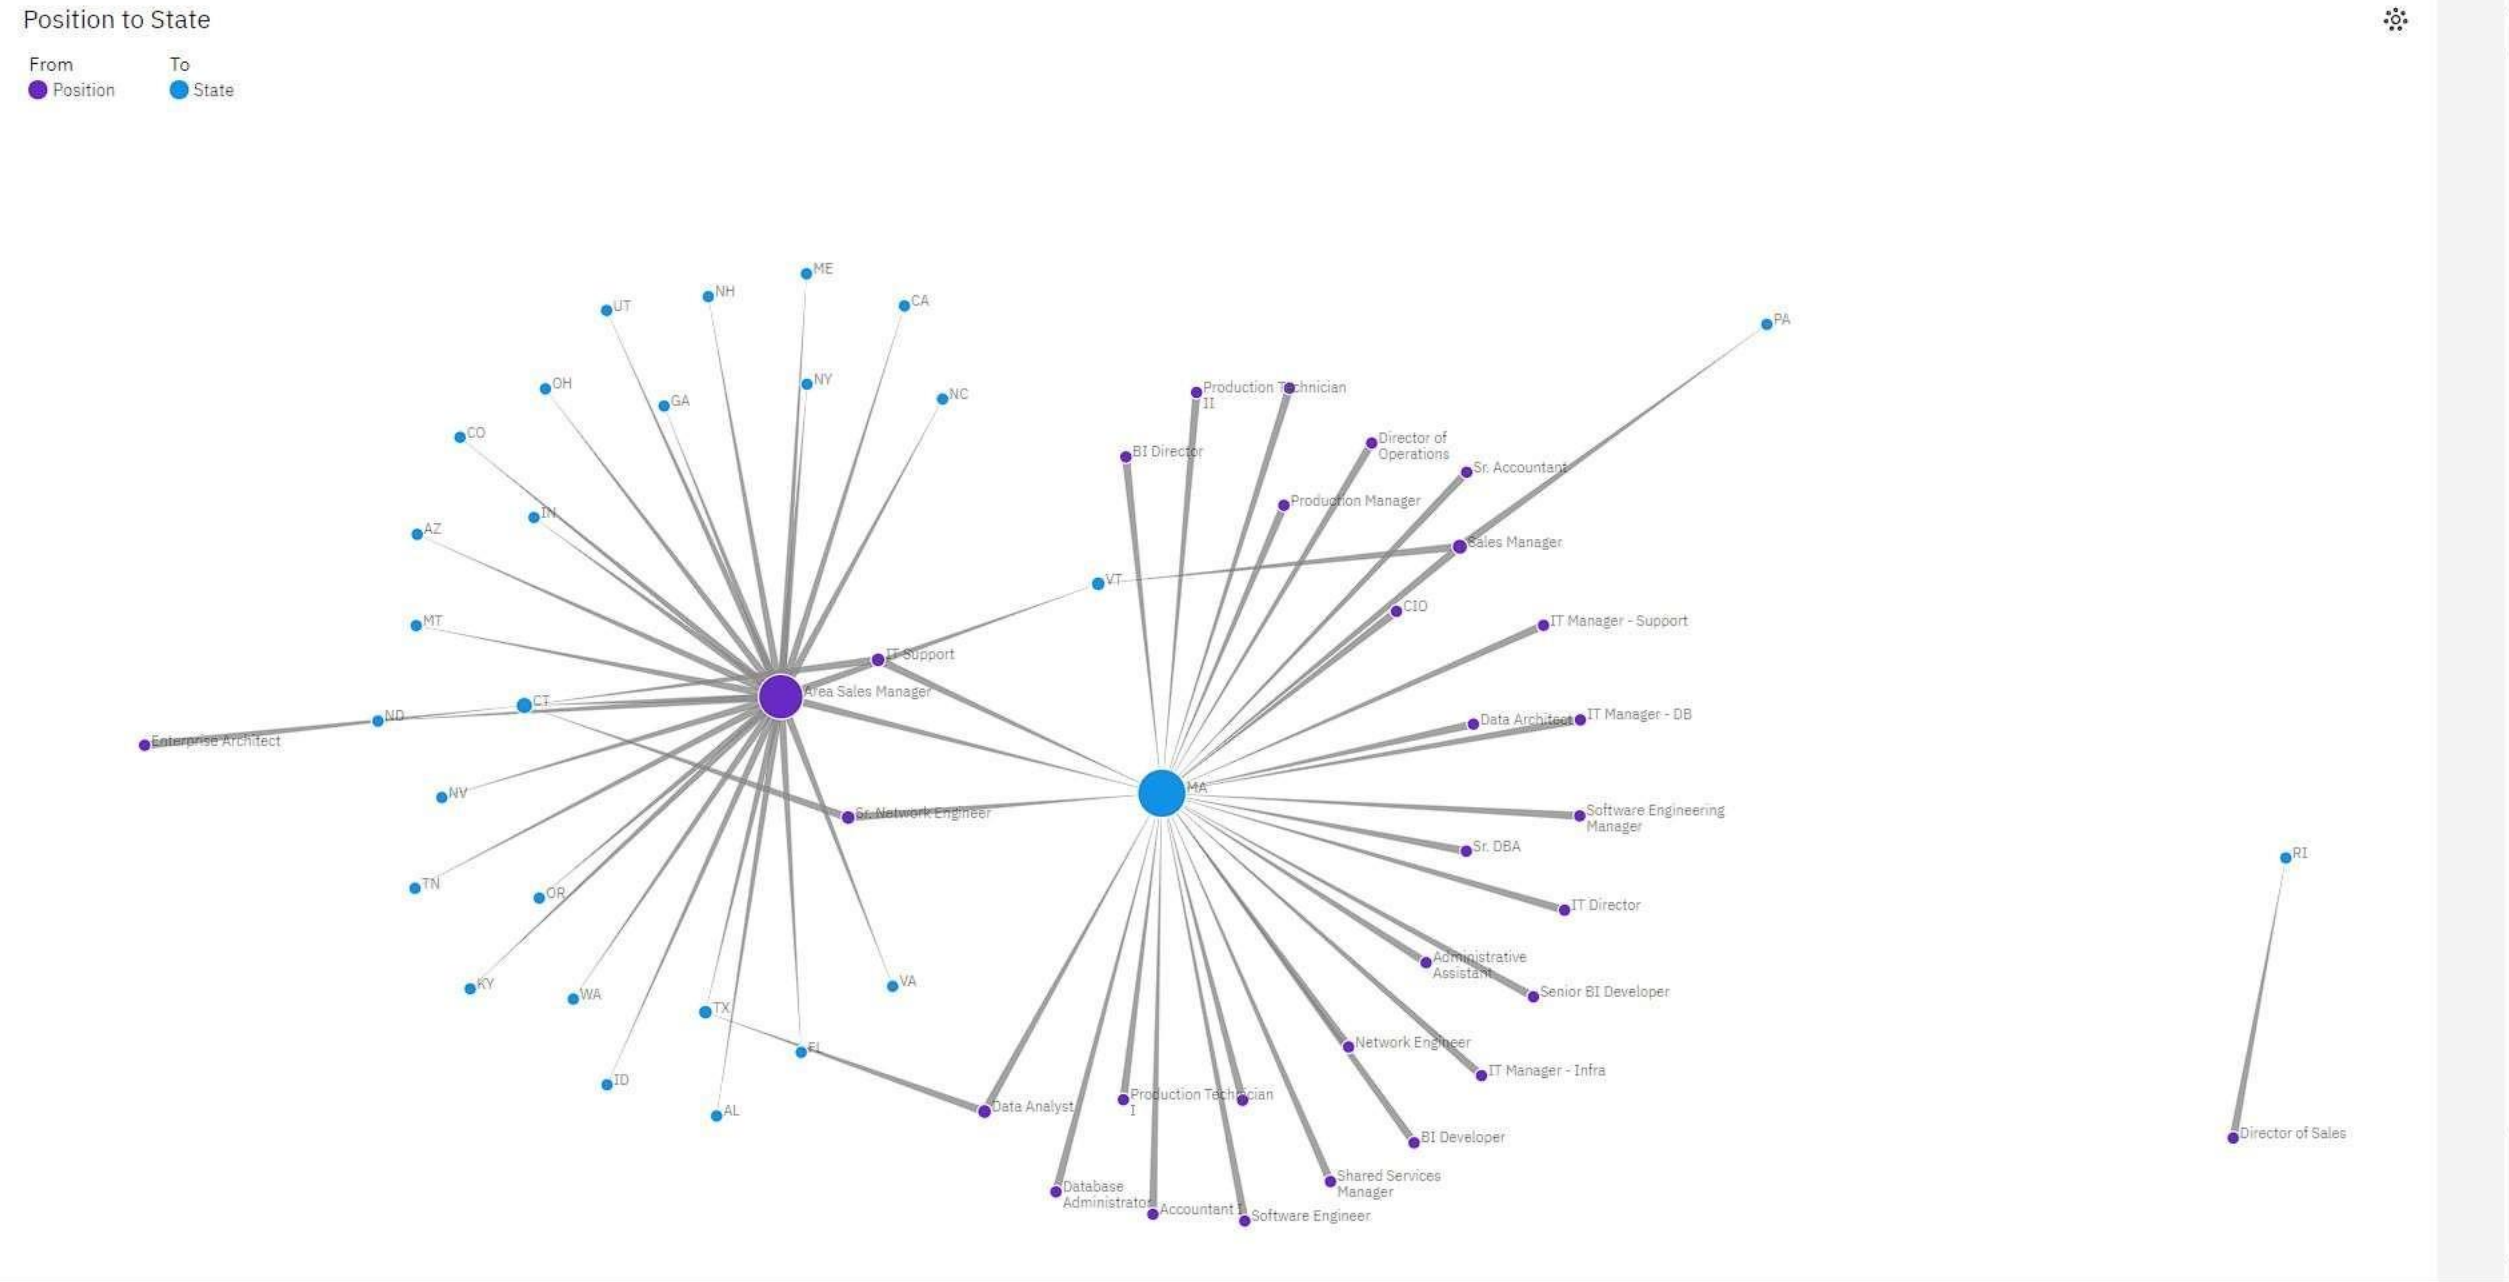 Position to State
From
To
Position
State
ME
NH
CA
UT
PA
NY
OH
Production Technician
II
NC
GA
CO
Director of
Operations
BI Director
Sr. Accountant
Production Manager
IN
AZ
Sales Manager
VT
CIO
MT
IT Manager - Support
IT Support
Area Sales Manager
CT
ND
Data Architect
IT Manager - DB
Enterprise Architect
MA
NV
Sr. Network Engineer
Software Engineering
Manager
Sr. DBA
RI
TN
OR
IT Director
Administrative
Assistant
KY
WA
VA
Senior BI Developer
TX
FL
Network Engineer
IT Manager - Infra
ID
Production Technician
I
AL
Data Analyst
BI Developer
Director of Sales
Shared Services
Manager
Database
Administrator
Accountant I
Software Engineer